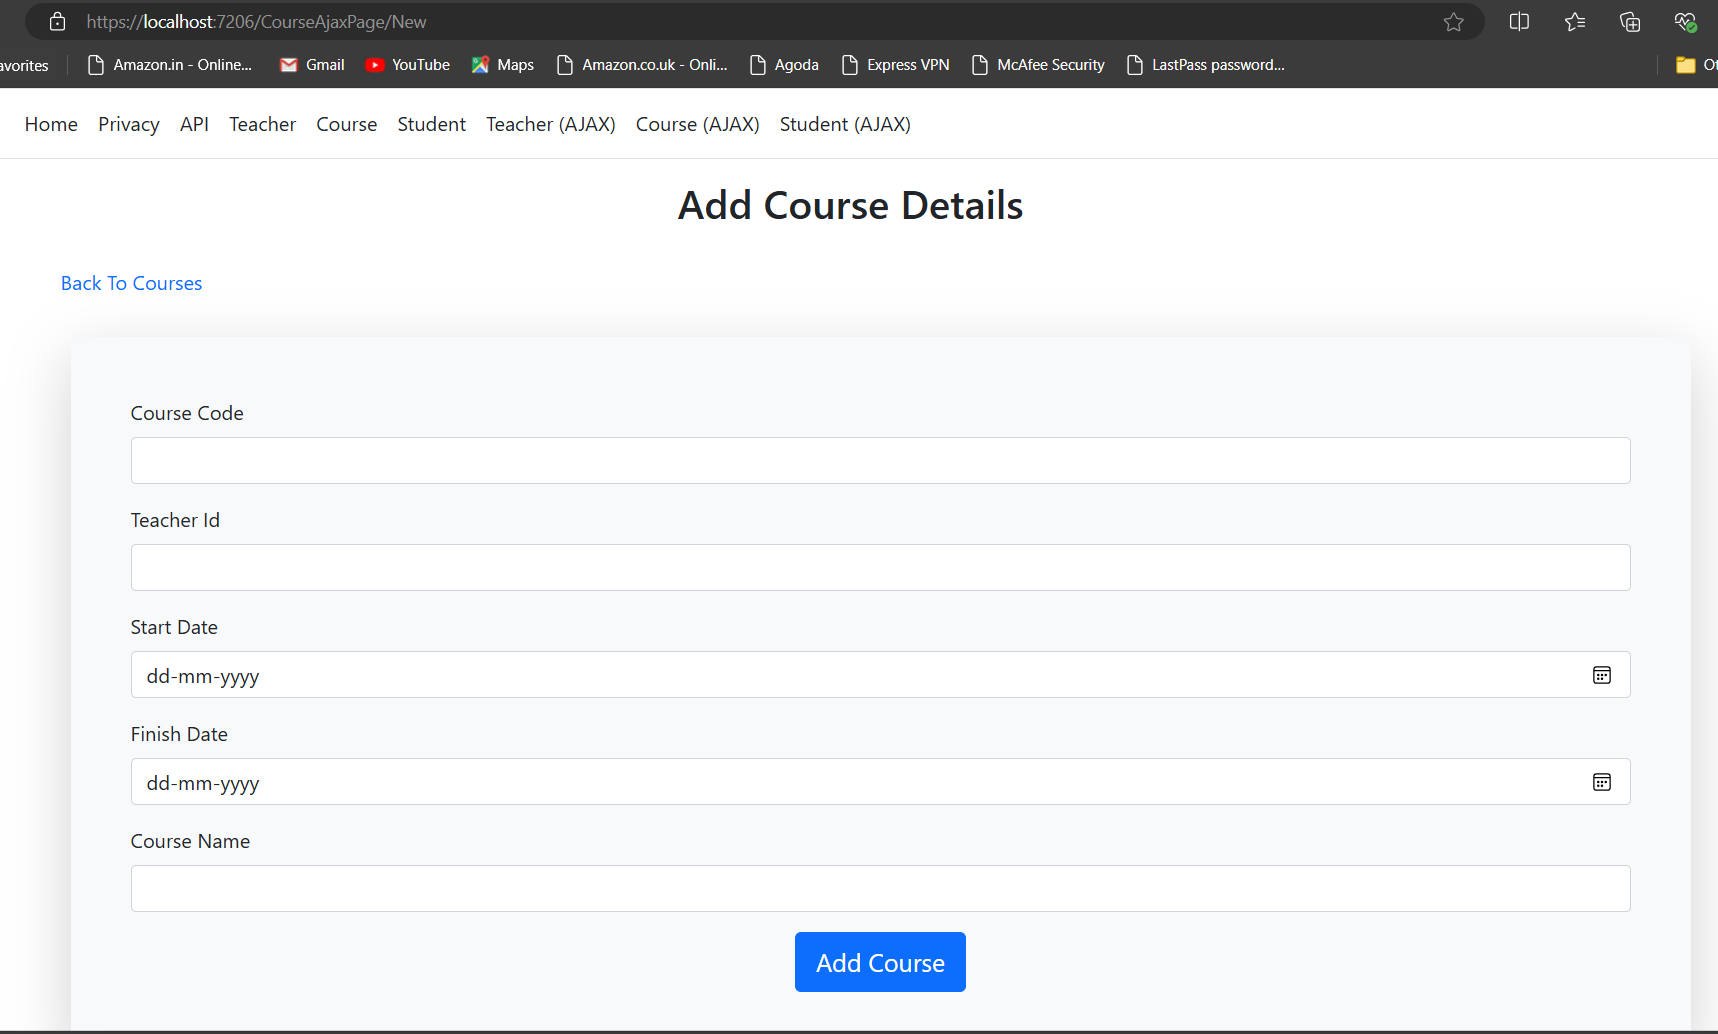 https://localhost:7206/CourseAjaxPage/New
avorites Amazon.in - Online... Gmail YouTube Maps Amazon.co.uk - Onli... Agoda Express VPN McAfee Security LastPass password... Ot
Home Privacy API Teacher Course Student Teacher (AJAX) Course (AJAX) Student (AJAX)
Add Course Details
Back To Courses
Course Code
Teacher Id
Start Date
dd-mm-yyyy
Finish Date
dd-mm-yyyy
Course Name
Add Course